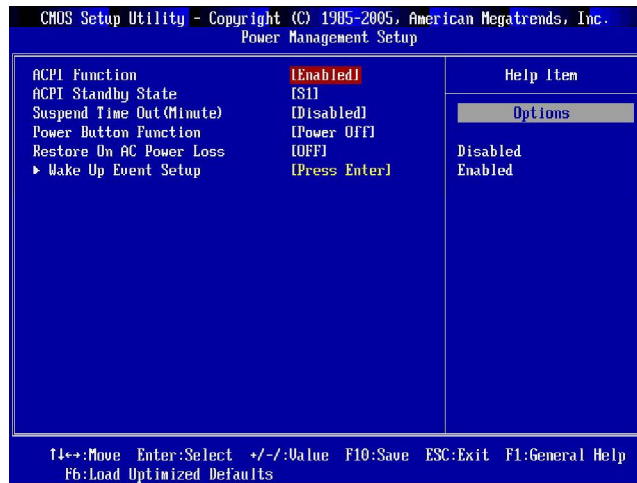 CMOS Setup Utility - Copyright (C) 1985-2005, American Megatrends, Inc.
Power Management Setup
ACPI Function [Enabled]
ACPI Standby State [S1]
Suspend Time Out(Minute) [Disabled]
Power Button Function [Power Off]
Restore On AC Power Loss [OFF]
▶ Wake Up Event Setup [Press Enter]
Help Item
Options
Disabled
Enabled
↑↓←→:Move Enter:Select +/-/:Value F10:Save ESC:Exit F1:General Help
F6:Load Optimized Defaults